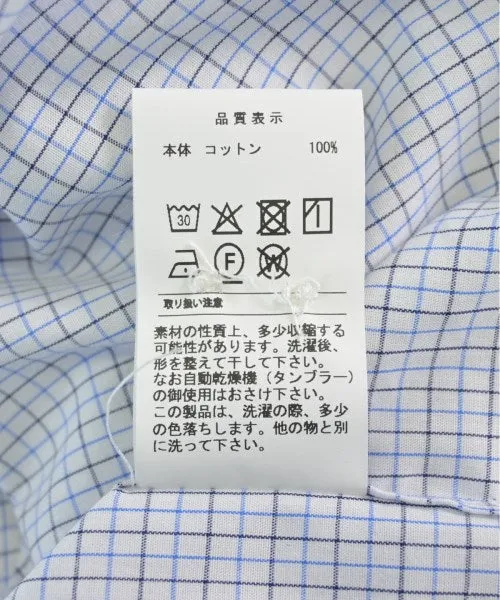 品質表示
本体 コットン 100%
30
F
W
取り扱い注意
素材の性質上、多少収縮する
可能性があります。洗濯後、
形を整えて干して下さい。
なお自動乾燥機（タンブラー）
の御使用はおさけ下さい。
この製品は、洗濯の際、多少
の色落ちします。他の物と別
に洗って下さい。